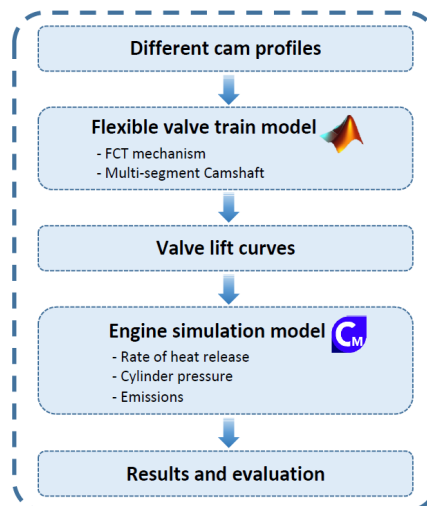 Different cam profiles
Flexible valve train model
- FCT mechanism
- Multi-segment Camshaft
Valve lift curves
Engine simulation model
CM
- Rate of heat release
- Cylinder pressure
- Emissions
Results and evaluation